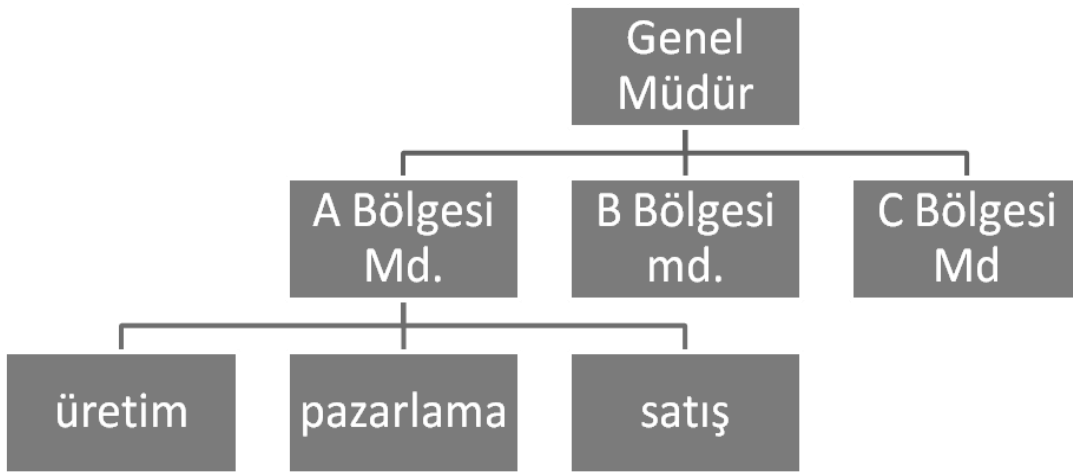 Genel
Müdür
A Bölgesi
Md.
B Bölgesi
md.
C Bölgesi
Md
üretim
pazarlama
satış